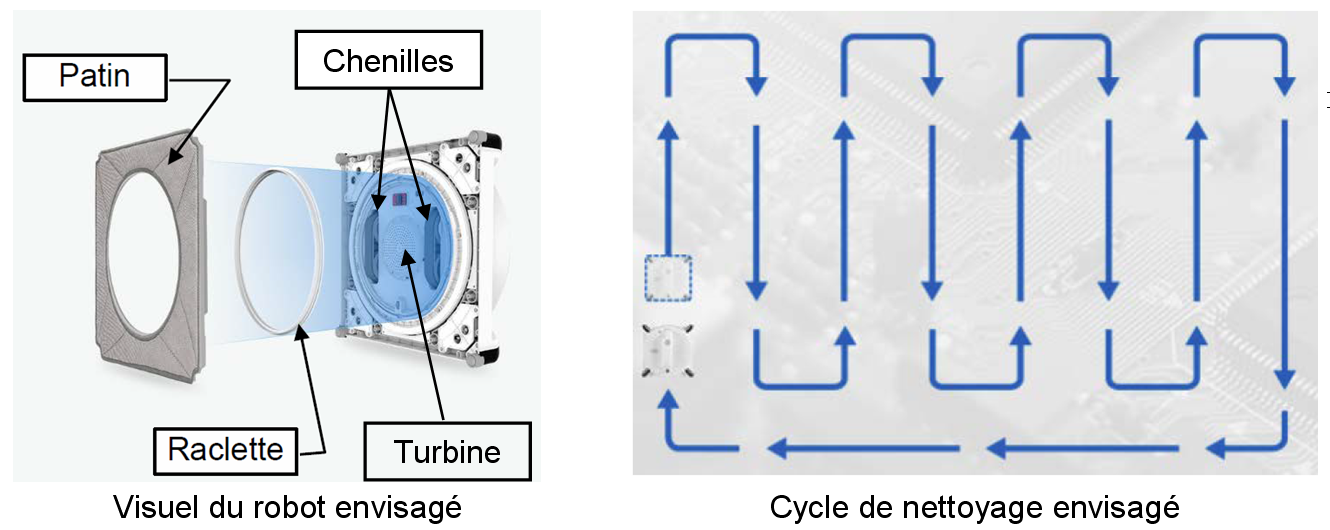 Patin
Chenilles
Raclette
Turbine
Visuel du robot envisagé
Cycle de nettoyage envisagé